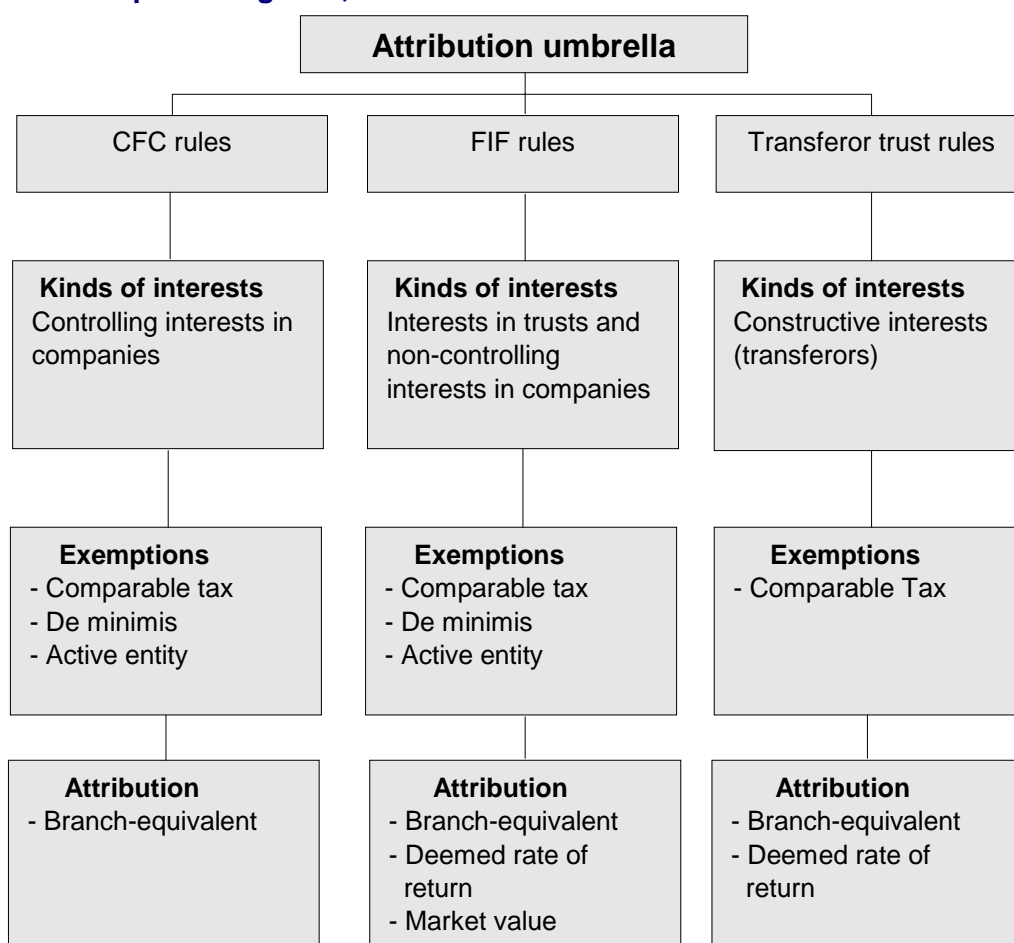 Attribution umbrella
CFC rules
FIF rules
Transferor trust rules
Kinds of interests
Controlling interests in
companies
Kinds of interests
Interests in trusts and
non-controlling
interests in companies
Kinds of interests
Constructive interests
(transferors)
Exemptions
- Comparable tax
- De minimis
- Active entity
Exemptions
- Comparable tax
- De minimis
- Active entity
Exemptions
- Comparable Tax
Attribution
- Branch-equivalent
Attribution
- Branch-equivalent
- Deemed rate of
return
- Market value
Attribution
- Branch-equivalent
- Deemed rate of
return